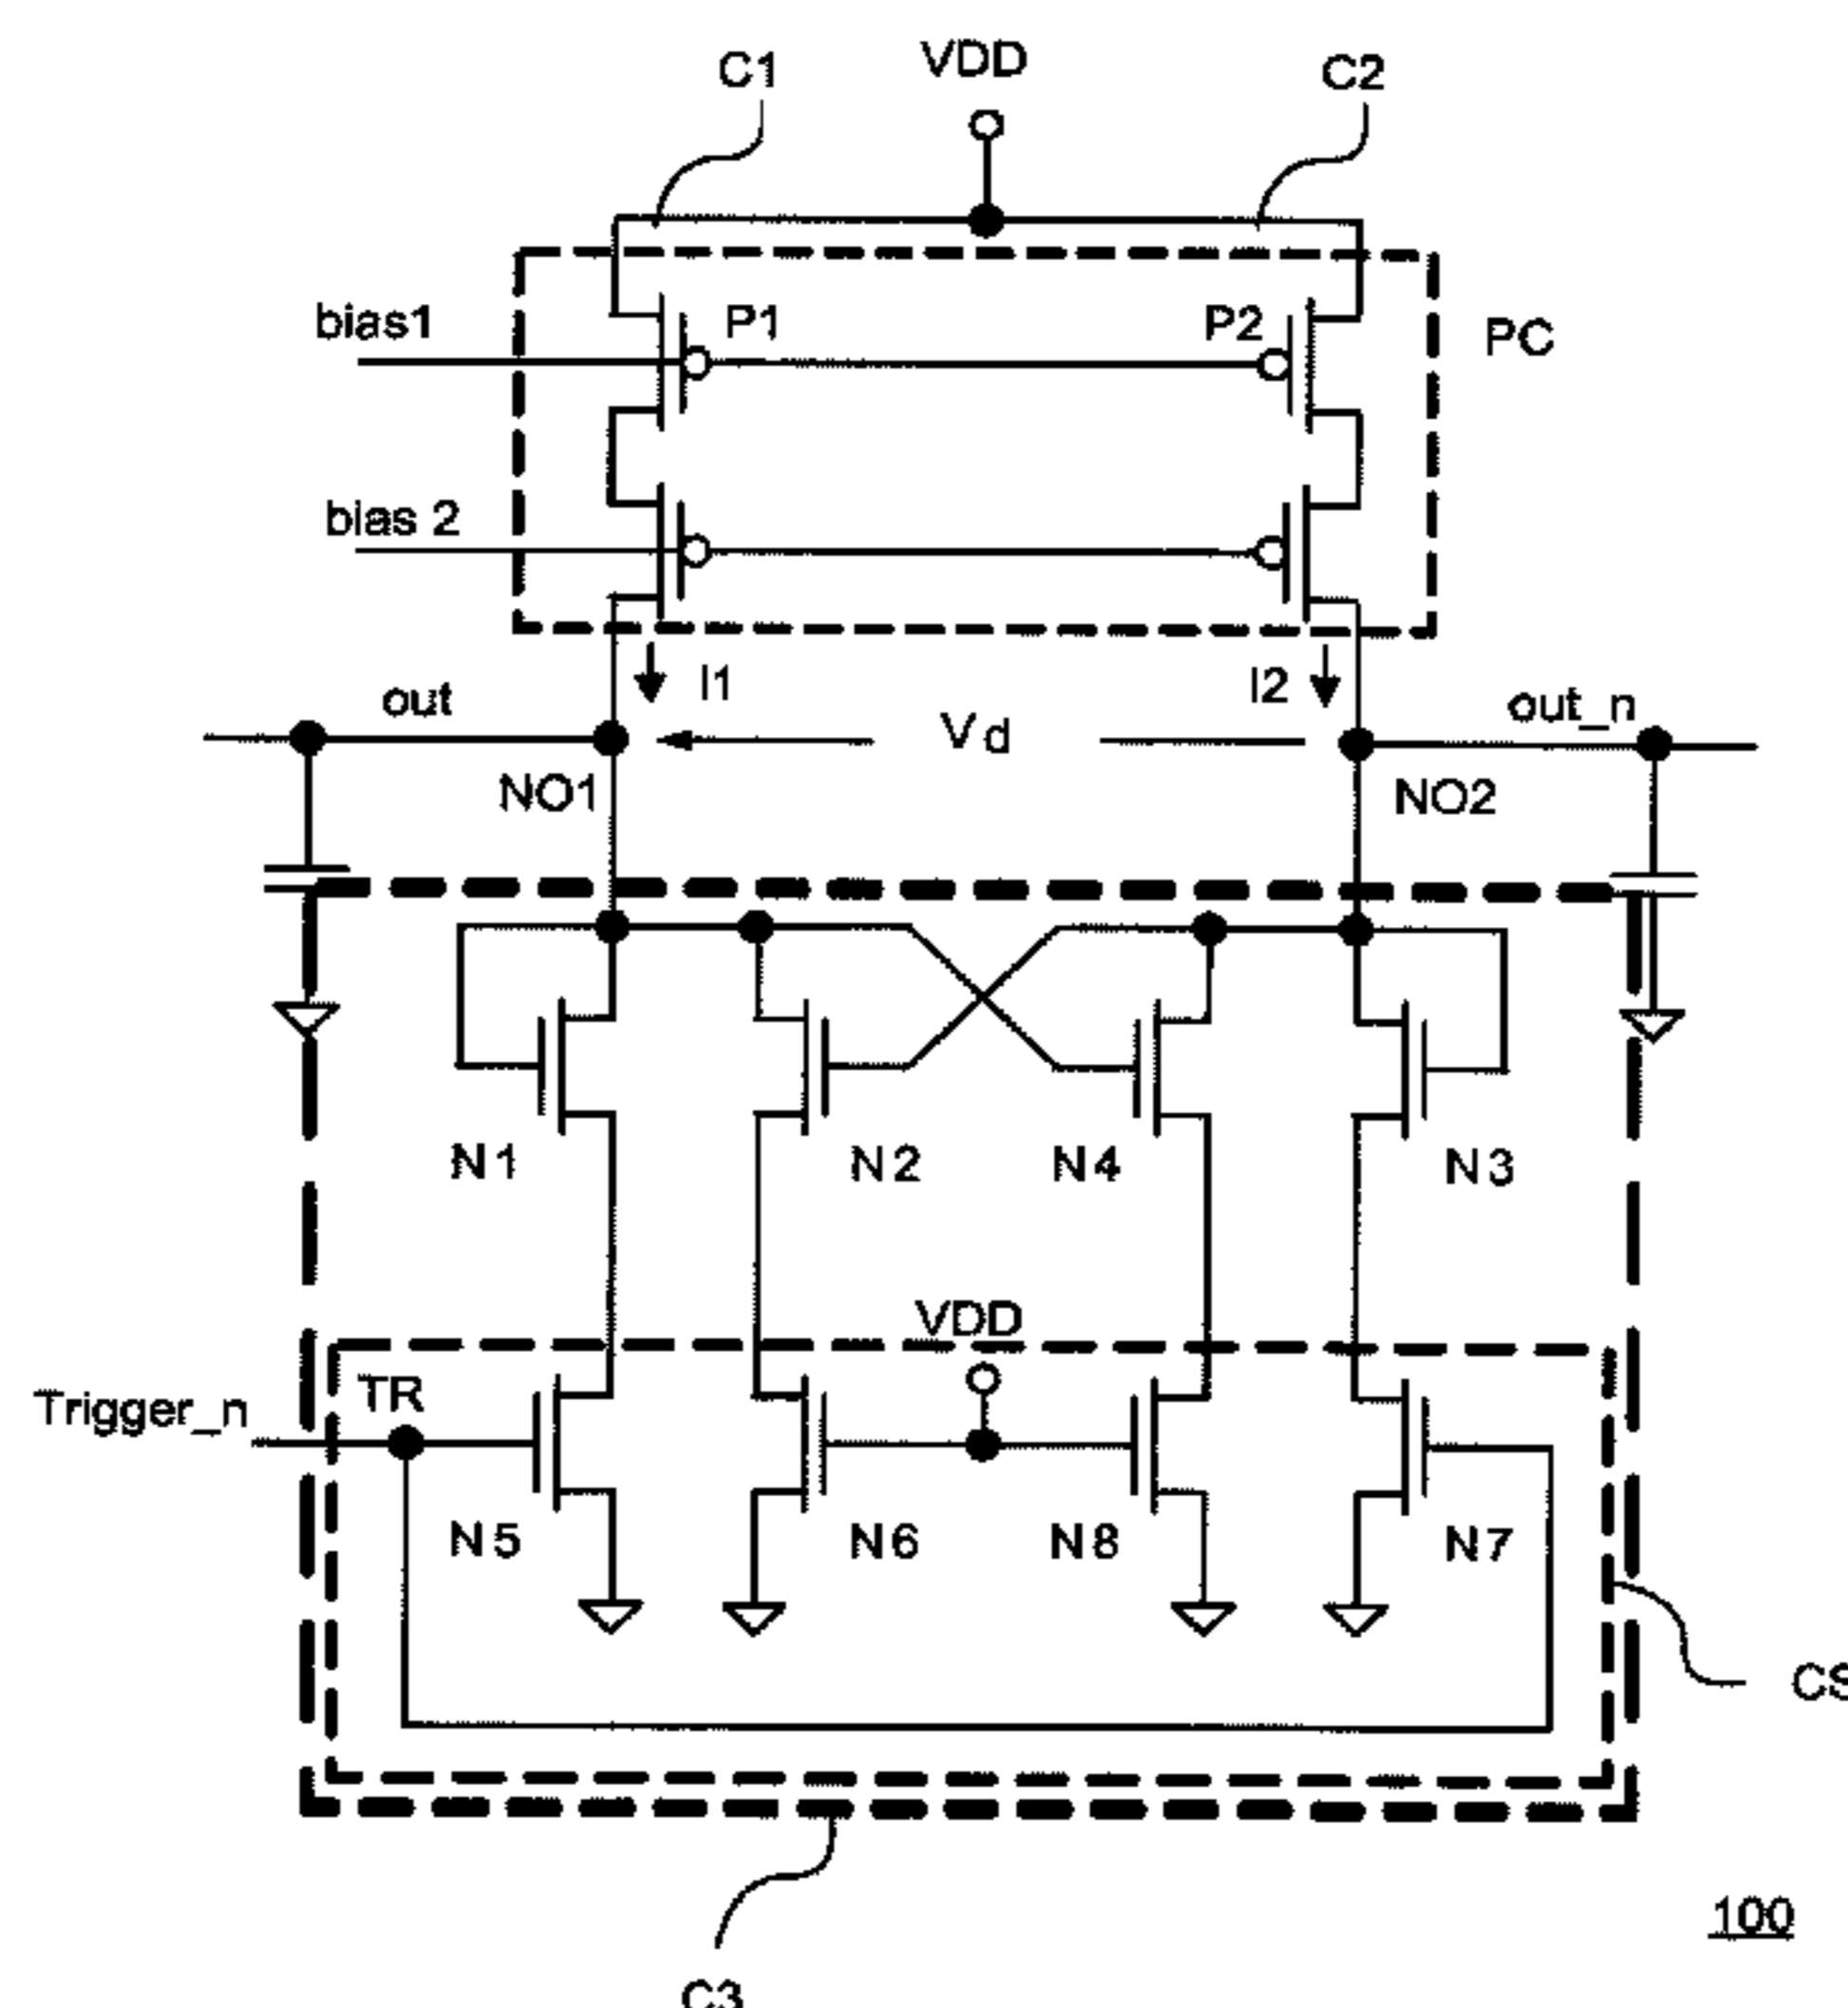 C1
VDD
C2
bias1
P1
P2
PC
bias 2
I1
I2
out
Vd
out_n
NO1
NO2
N1
N2
N4
N3
VDD
Trigger_n
TR
N5
N6
N8
N7
CS
100
C3